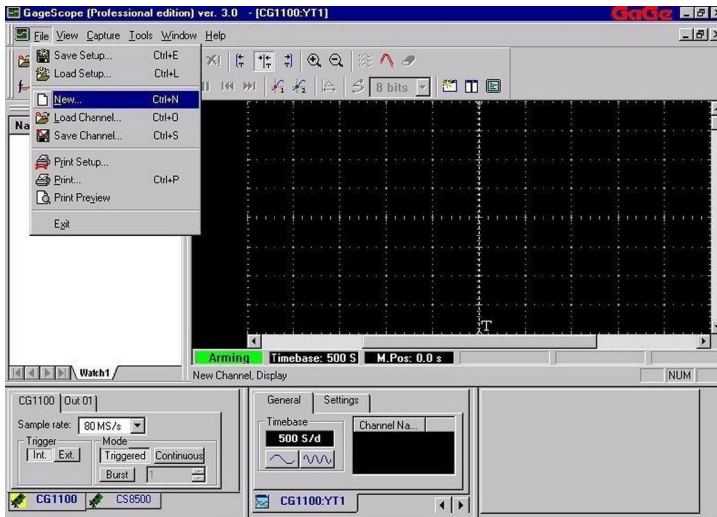 GageScope (Professional edition) ver. 3.0 - [CG1100:YT1]
GaGe
File View Capture Tools Window Help
Save Setup... Ctrl+E
Load Setup... Ctrl+L
New... Ctrl+N
Load Channel... Ctrl+O
Save Channel... Ctrl+S
Print Setup...
Print... Ctrl+P
Print Preview
Exit
8 bits
Na
T
Arming Timebase: 500 S M.Pos: 0.0 s
Watch1
New Channel, Display NUM
CG1100 Out 01
Sample rate: 80 MS/s
Trigger Mode
Int. Ext. Triggered Continuous
Burst 1
CG1100 CS8500
General Settings
Timebase Channel Na...
500 S/d
CG1100:YT1